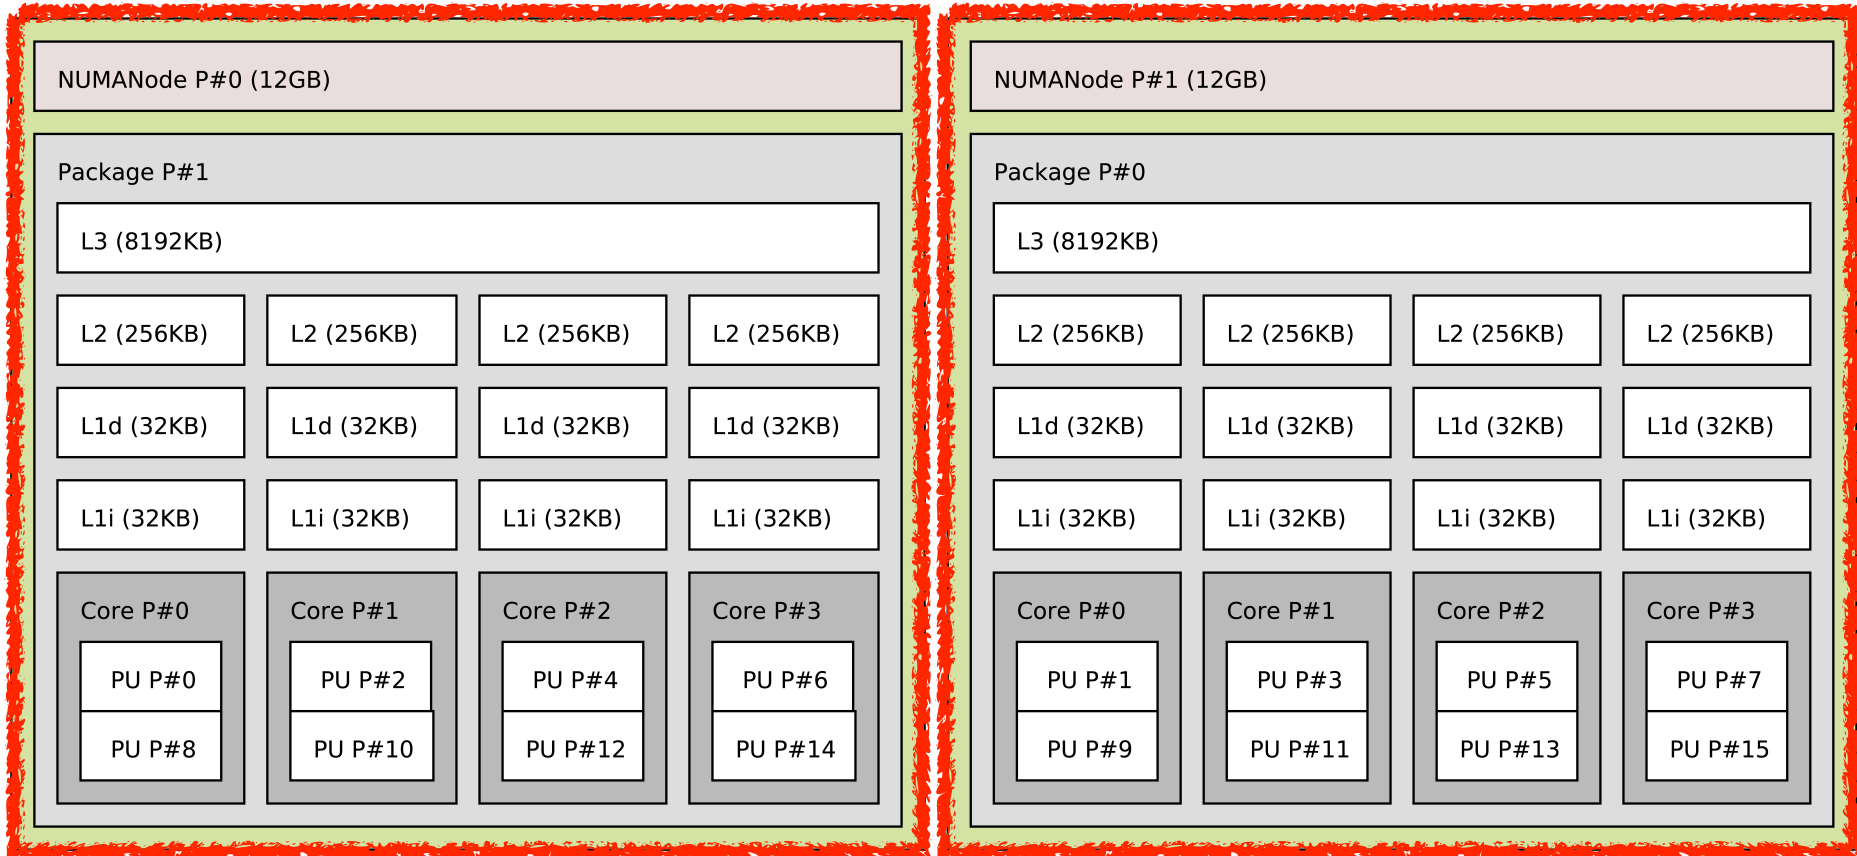 NUMANode P#0 (12GB)
Package P#1
L3 (8192KB)
L2 (256KB) L2 (256KB) L2 (256KB) L2 (256KB)
L1d (32KB) L1d (32KB) L1d (32KB) L1d (32KB)
L1i (32KB) L1i (32KB) L1i (32KB) L1i (32KB)
Core P#0 Core P#1 Core P#2 Core P#3
PU P#0 PU P#2 PU P#4 PU P#6
PU P#8 PU P#10 PU P#12 PU P#14
NUMANode P#1 (12GB)
Package P#0
L3 (8192KB)
L2 (256KB) L2 (256KB) L2 (256KB) L2 (256KB)
L1d (32KB) L1d (32KB) L1d (32KB) L1d (32KB)
L1i (32KB) L1i (32KB) L1i (32KB) L1i (32KB)
Core P#0 Core P#1 Core P#2 Core P#3
PU P#1 PU P#3 PU P#5 PU P#7
PU P#9 PU P#11 PU P#13 PU P#15